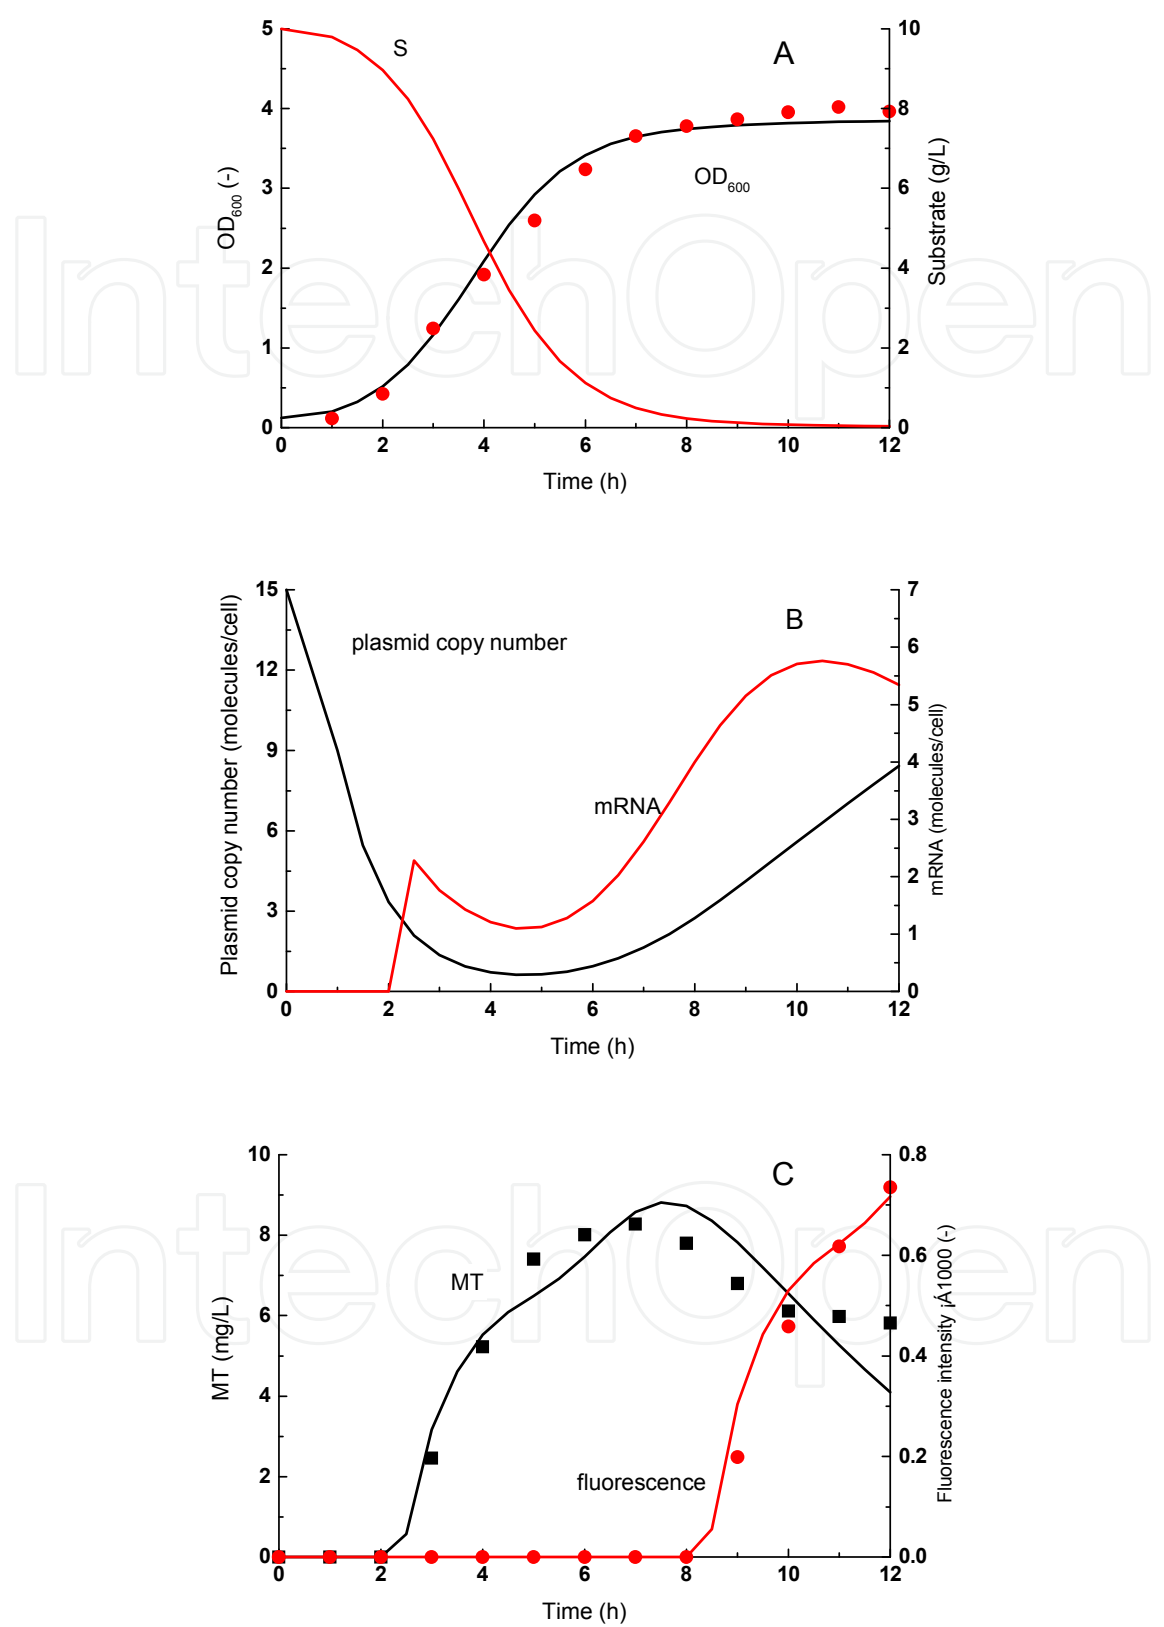 5
4
3
2
1
0
OD600 (-)
S
A
OD600
10
8
6
4
2
0
Substrate (g/L)
0 2 4 6 8 10 12
Time (h)
IntechOpen
15
12
9
6
3
0
Plasmid copy number (molecules/cell)
plasmid copy number
B
mRNA
7
6
5
4
3
2
1
0
mRNA (molecules/cell)
0 2 4 6 8 10 12
Time (h)
10
8
6
4
2
0
MT (mg/L)
C
MT
fluorescence
0.8
0.6
0.4
0.2
0.0
Fluorescence intensity ¡Á1000 (-)
0 2 4 6 8 10 12
Time (h)
IntechOpen